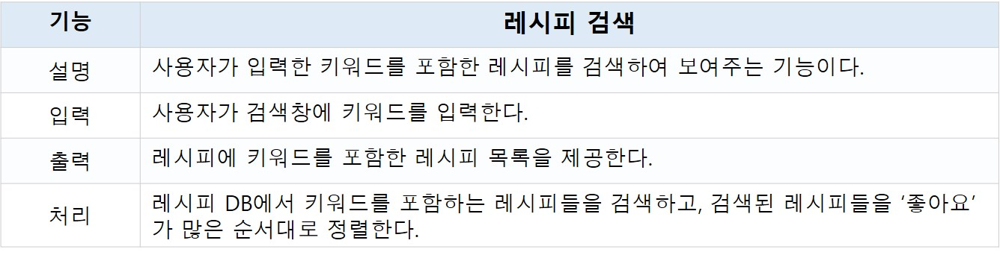 기능 레시피 검색
설명 사용자가 입력한 키워드를 포함한 레시피를 검색하여 보여주는 기능이다.
입력 사용자가 검색창에 키워드를 입력한다.
출력 레시피에 키워드를 포함한 레시피 목록을 제공한다.
처리 레시피 DB에서 키워드를 포함하는 레시피들을 검색하고, 검색된 레시피들을 ‘좋아요’
가 많은 순서대로 정렬한다.